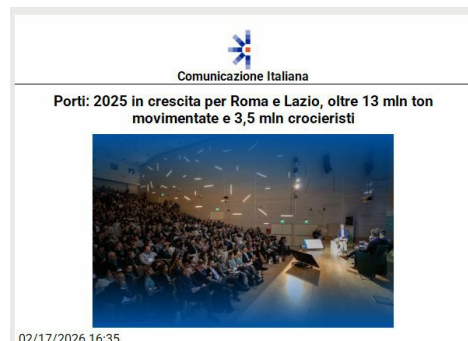 Comunicazione Italiana
Porti: 2025 in crescita per Roma e Lazio, oltre 13 mln ton
movimentate e 3,5 mln crocieristi
02/17/2026 16:35